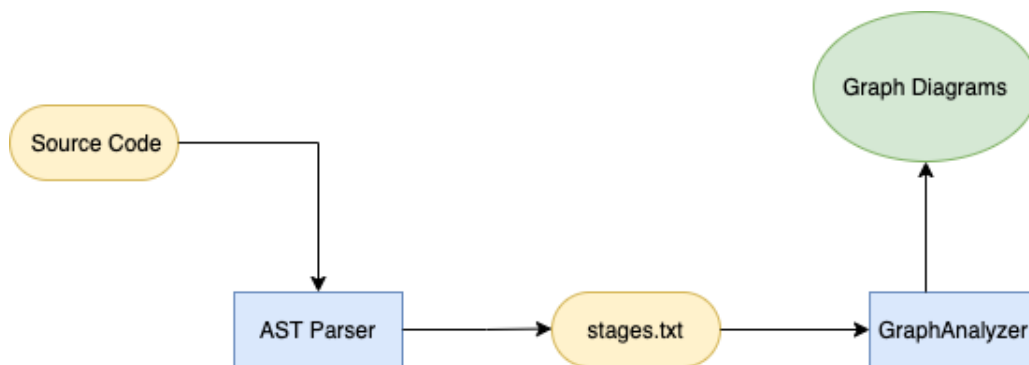 Graph Diagrams
Source Code
AST Parser
stages.txt
GraphAnalyzer